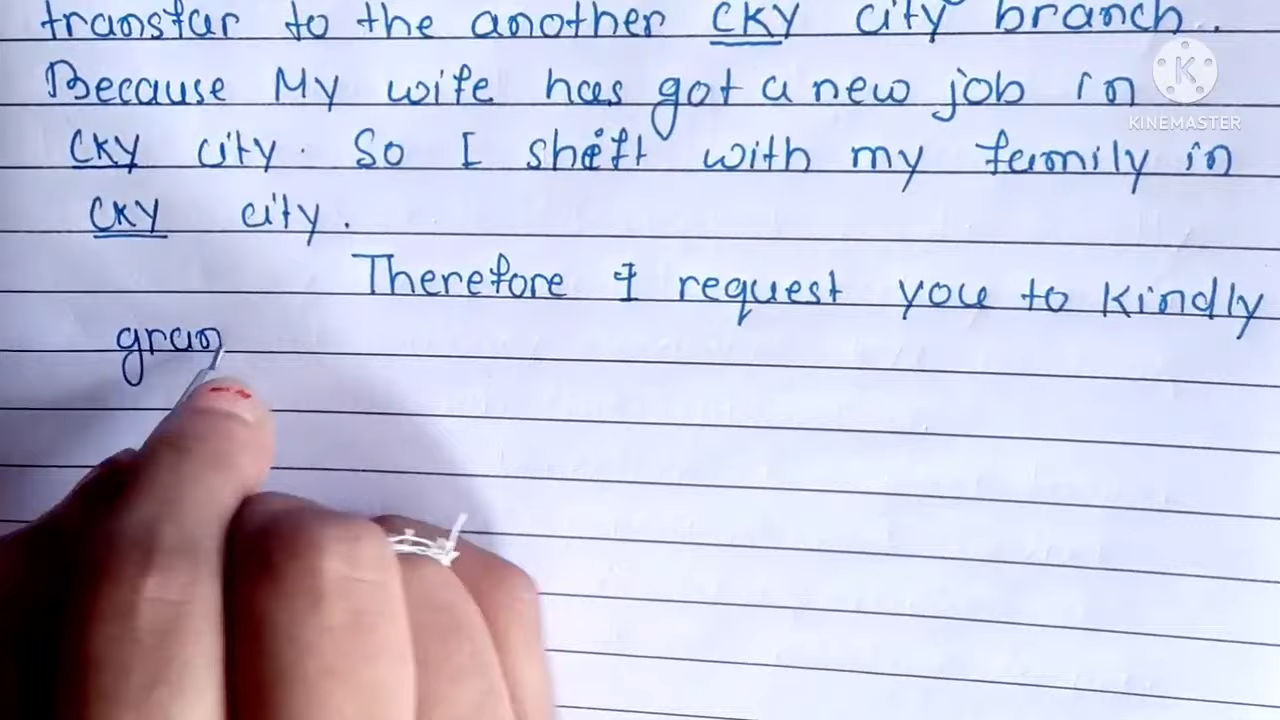 transfar to the another CKY city branch.
Because My wife has got a new job in
CKY city. So I sheft with my family in
CKY city.
Therefore I request you to kindly
gran
K
KINEMASTER